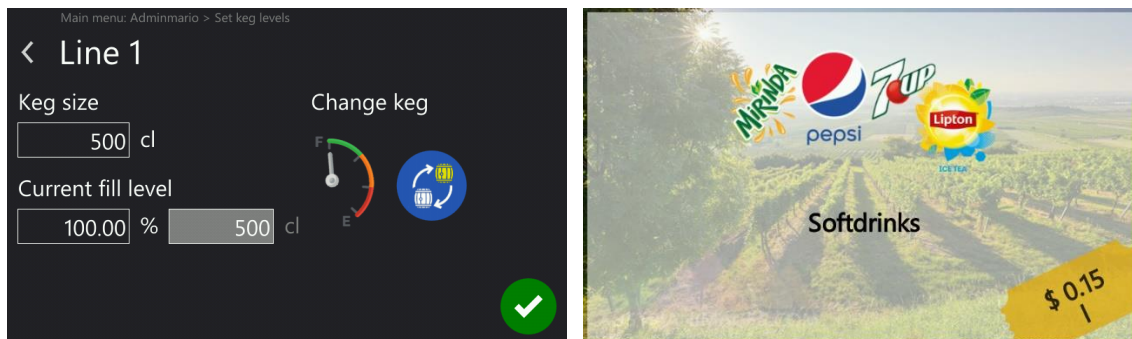 Main menu: Adminmario > Set keg levels
Line 1
Keg size
500 cl
Current fill level
100.00 % 500 cl
Change keg
F
E
MIRINDA
pepsi
7UP
Lipton
ICE TEA
Softdrinks
$ 0.15
l